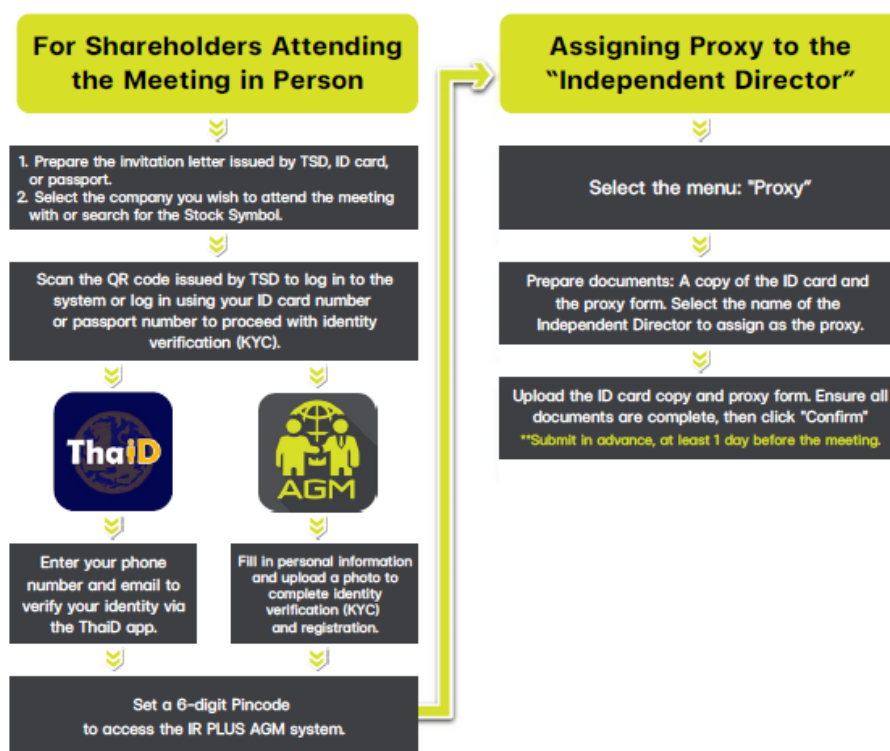 For Shareholders Attending
the Meeting in Person
1. Prepare the invitation letter issued by TSD, ID card,
or passport.
2. Select the company you wish to attend the meeting
with or search for the Stock Symbol.
Scan the QR code issued by TSD to log in to the
system or log in using your ID card number
or passport number to proceed with identity
verification (KYC).
ThaiD
AGM
Enter your phone
number and email to
verify your identity via
the ThaiD app.
Fill in personal information
and upload a photo to
complete identity
verification (KYC)
and registration.
Set a 6-digit Pincode
to access the IR PLUS AGM system.
Assigning Proxy to the
“Independent Director”
Select the menu: "Proxy”
Prepare documents: A copy of the ID card and
the proxy form. Select the name of the
Independent Director to assign as the proxy.
Upload the ID card copy and proxy form. Ensure all
documents are complete, then click "Confirm"
**Submit in advance, at least 1 day before the meeting.